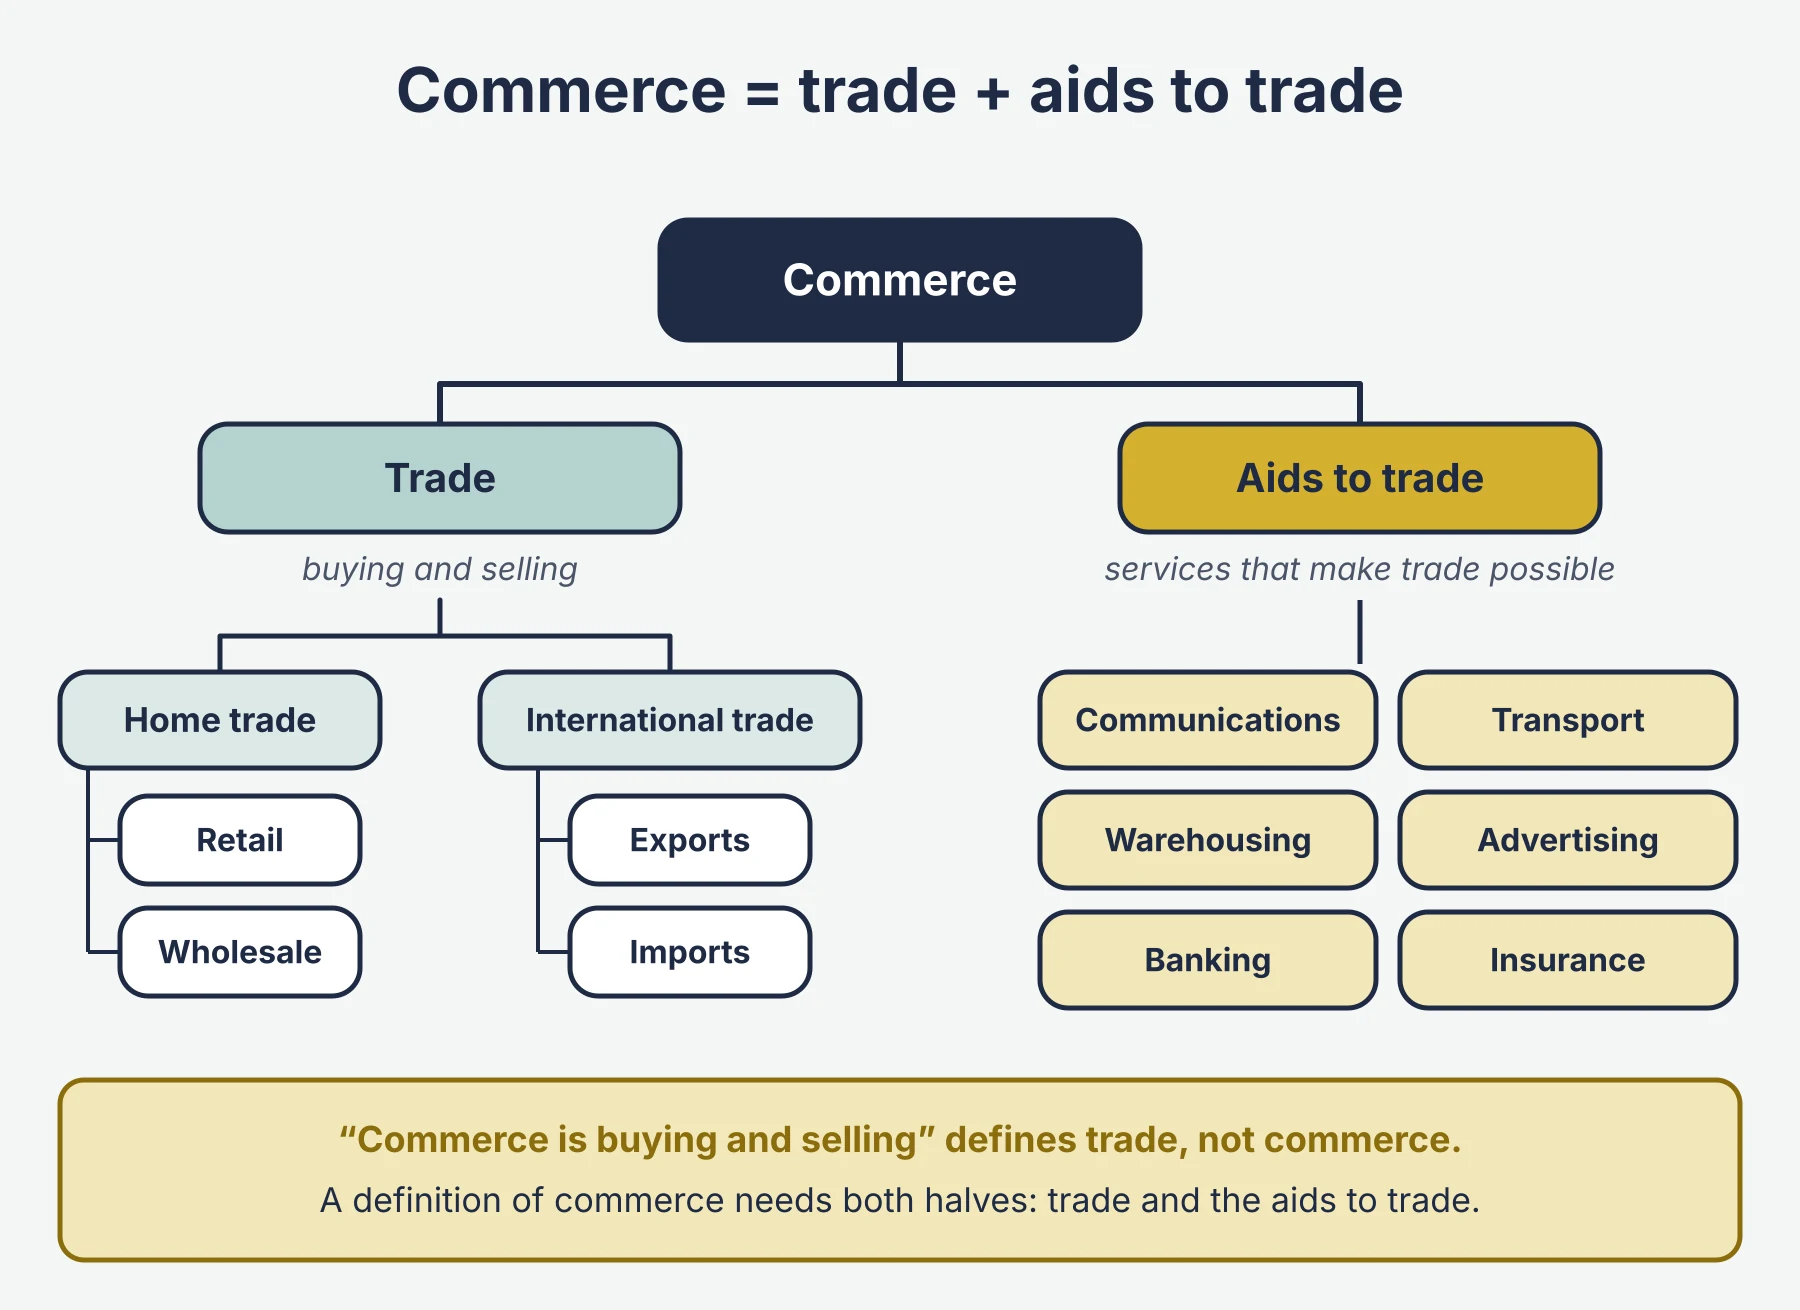 Commerce = trade + aids to trade
Commerce
Trade
Aids to trade
buying and selling
services that make trade possible
Home trade
International trade
Communications
Transport
Retail
Exports
Warehousing
Advertising
Wholesale
Imports
Banking
Insurance
“Commerce is buying and selling” defines trade, not commerce.
A definition of commerce needs both halves: trade and the aids to trade.